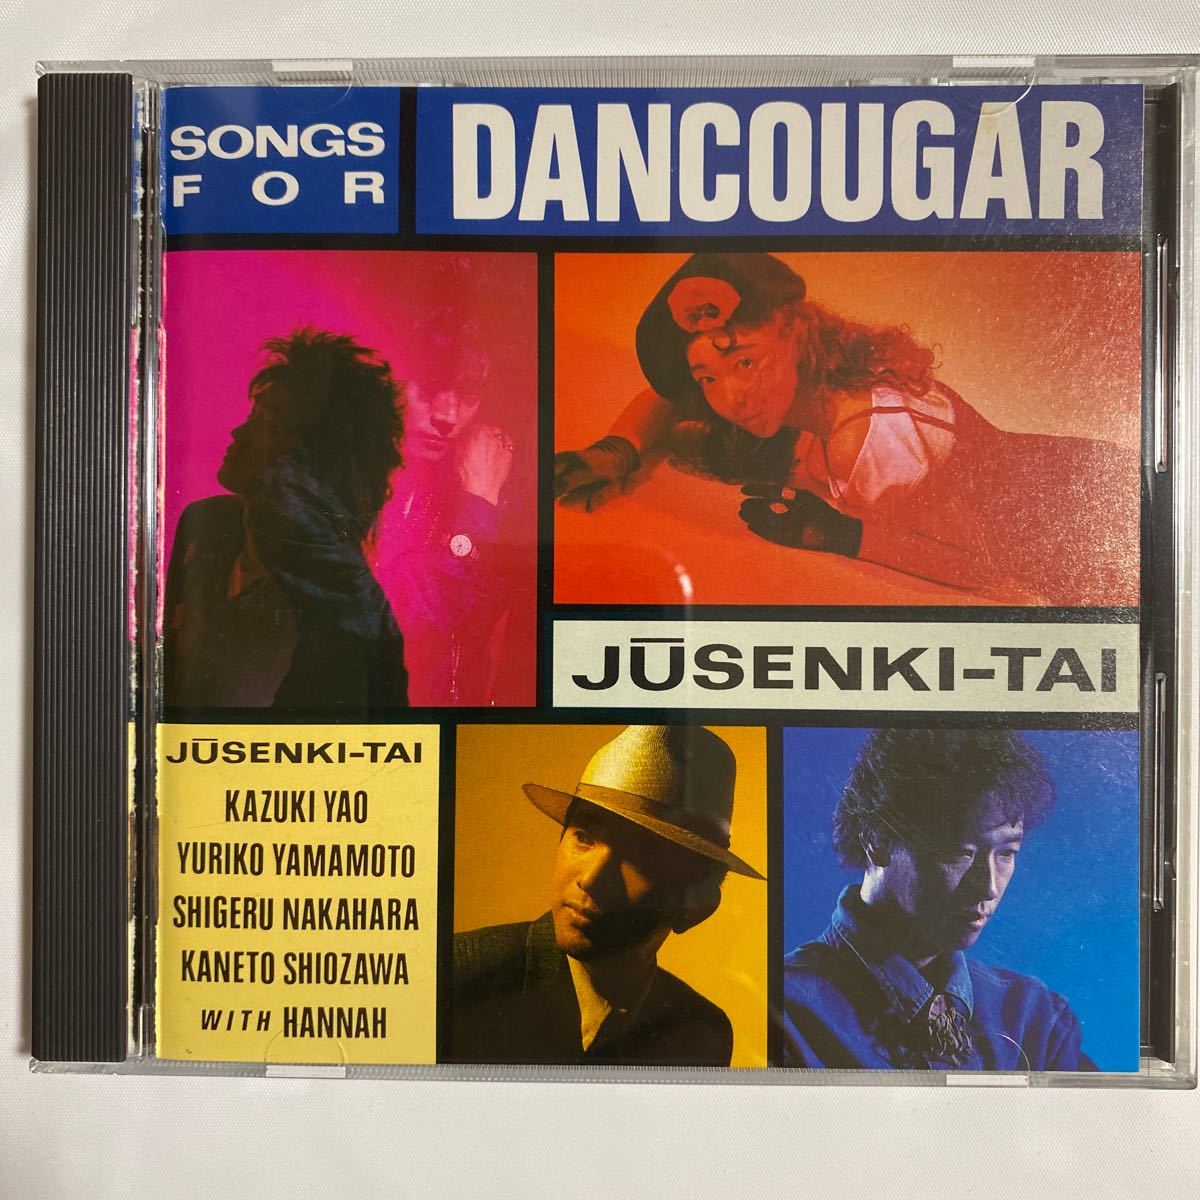 SONGS
FOR
DANCOUGAR
JŪSENKI-TAI
JŪSENKI-TAI
KAZUKI YAO
YURIKO YAMAMOTO
SHIGERU NAKAHARA
KANETO SHIOZAWA
WITH HANNAH